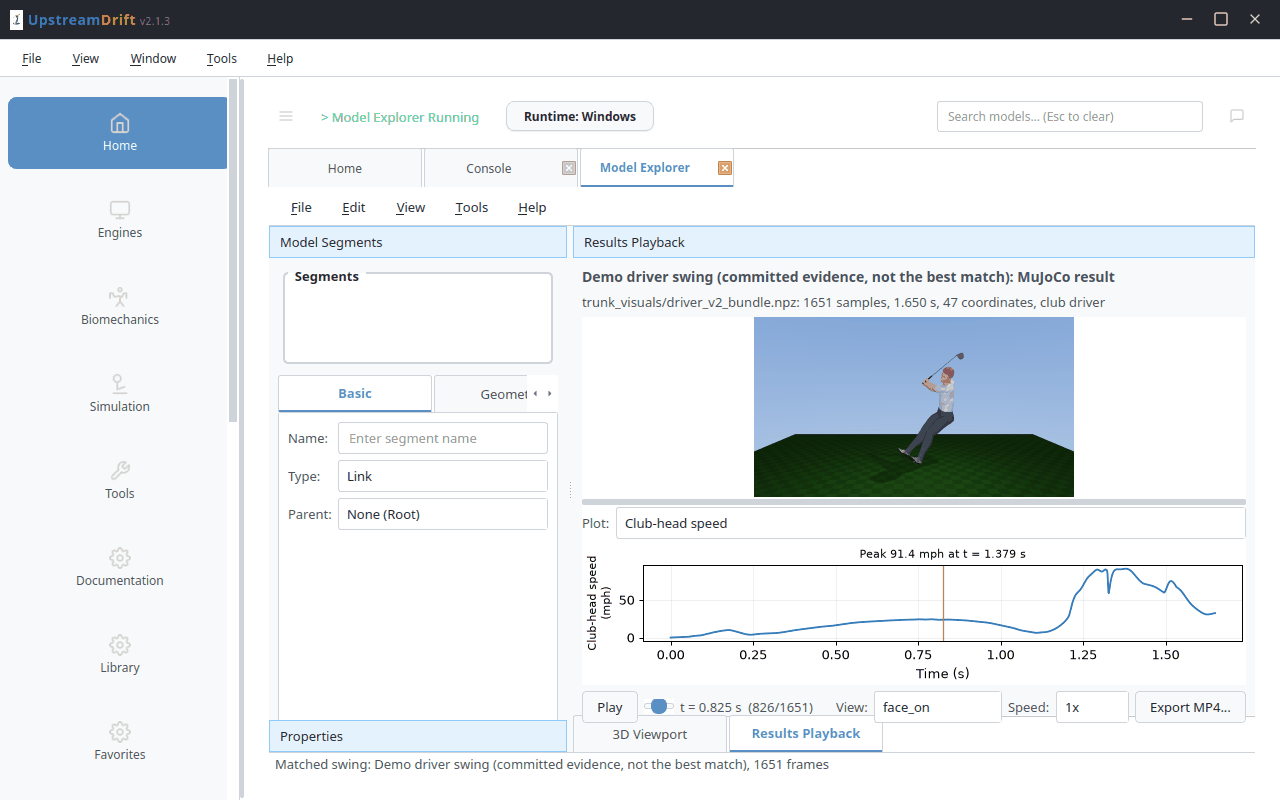 UpstreamDrift v2.1.3
File View Window Tools Help
Home
Engines
Biomechanics
Simulation
Tools
Documentation
Library
Favorites
> Model Explorer Running
Runtime: Windows
Search models... (Esc to clear)
Home
Console
Model Explorer
File Edit View Tools Help
Model Segments
Segments
Basic
Geomet
Name: Enter segment name
Type: Link
Parent: None (Root)
Properties
Results Playback
Demo driver swing (committed evidence, not the best match): MuJoCo result
trunk_visuals/driver_v2_bundle.npz: 1651 samples, 1.650 s, 47 coordinates, club driver
Plot: Club-head speed
Peak 91.4 mph at t = 1.379 s
Club-head speed
(mph)
50
0
0.00 0.25 0.50 0.75 1.00 1.25 1.50
Time (s)
Play t = 0.825 s (826/1651) View: face_on Speed: 1x Export MP4...
3D Viewport
Results Playback
Matched swing: Demo driver swing (committed evidence, not the best match), 1651 frames